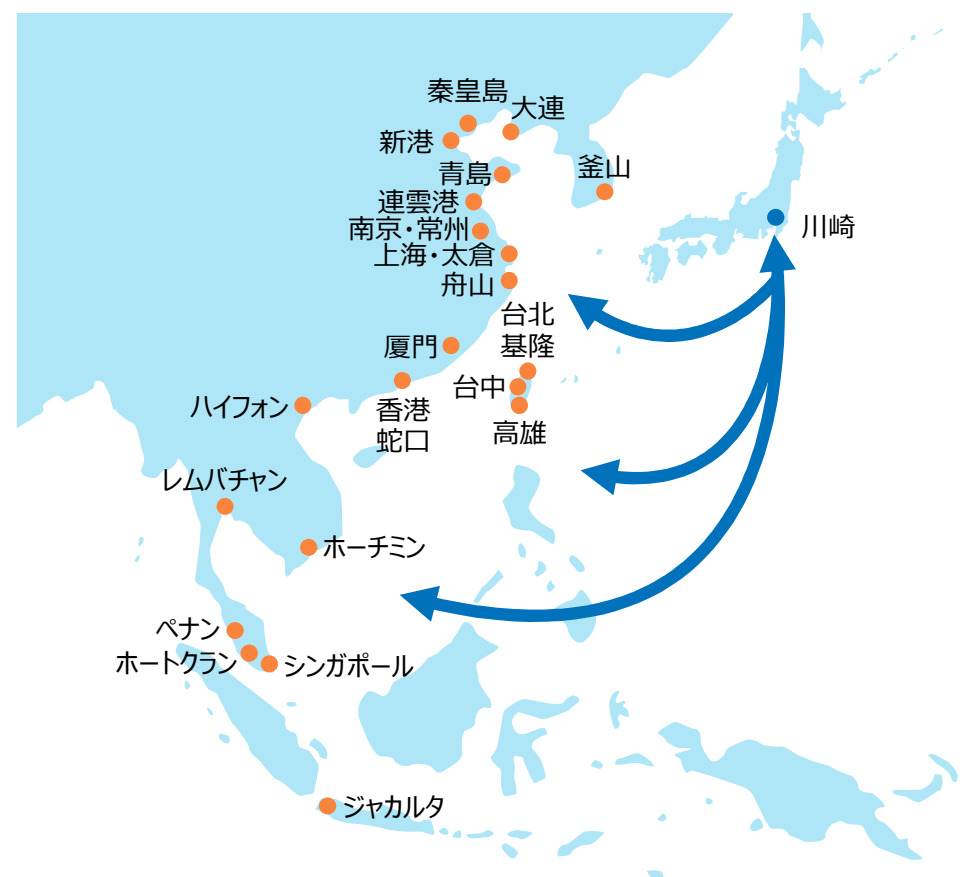 秦皇島
大連
新港
釜山
青島
連雲港
川崎
南京・常州
上海・太倉
舟山
台北
基隆
厦門
台中
ハイフォン
香港
蛇口
高雄
レムバチャン
ホーチミン
ペナン
ホートクラン
シンガポール
ジャカルタ